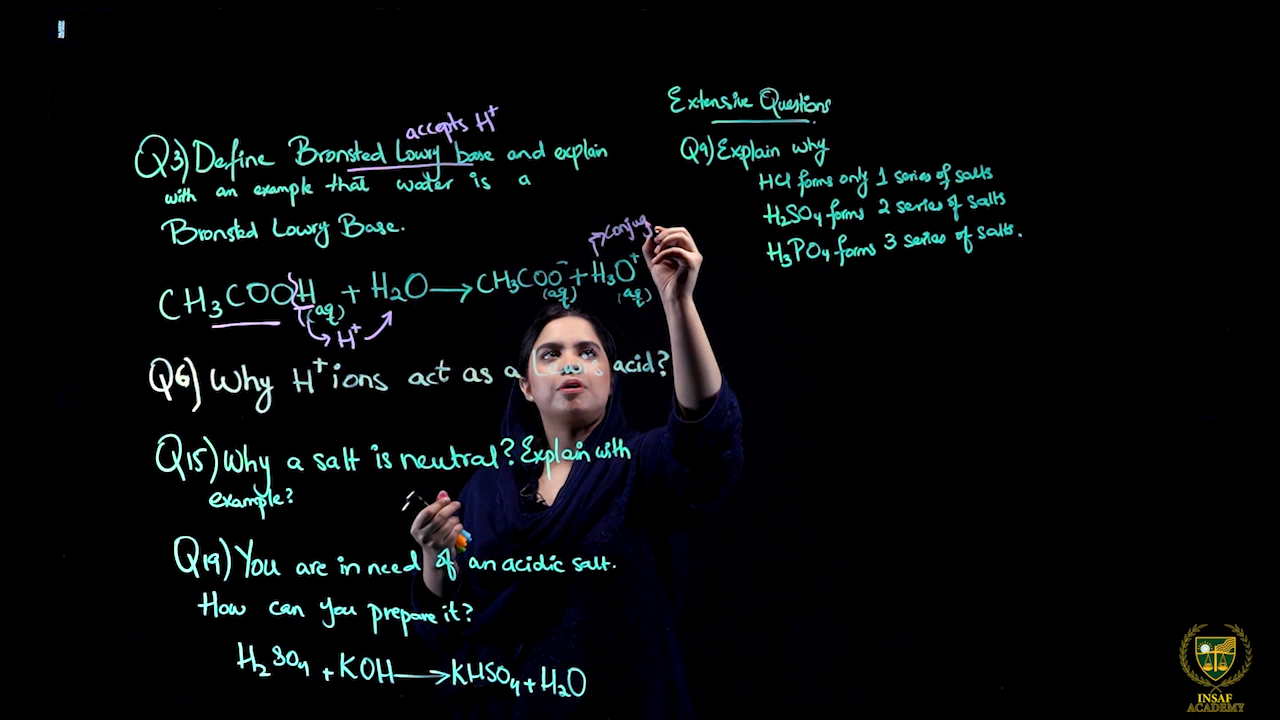 accepts H⁺
Q3) Define Bronsted Lowry base and explain
with an example that water is a
Bronsted Lowry Base.
→conjug
CH₃COOH(aq) + H₂O → CH₃COO⁻(aq) + H₃O⁺(aq)
H⁺
Q6) Why H⁺ions act as a Lewis acid?
Q15) Why a salt is neutral? Explain with
example?
Q19) You are in need of an acidic salt.
How can you prepare it?
H₂SO₄ + KOH → KHSO₄ + H₂O
Extensive Questions
Q9) Explain why
HCl forms only 1 series of salts
H₂SO₄ forms 2 series of salts
H₃PO₄ forms 3 series of salts.
INSAF
ACADEMY